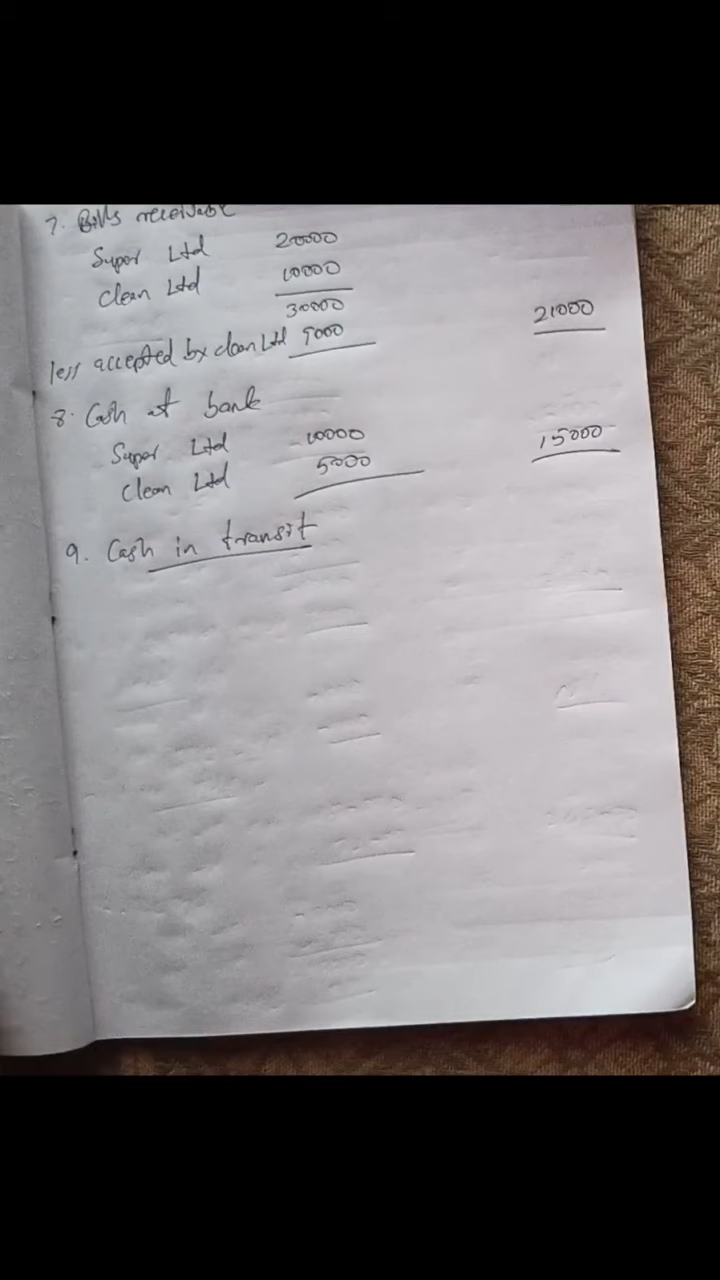 7. Bills receivable
Super Ltd 20000
Clean Ltd 10000
30000
less accepted by clean Ltd 9000 21000
8. Cash at bank
Super Ltd 10000
Clean Ltd 5000 15000
9. Cash in transit